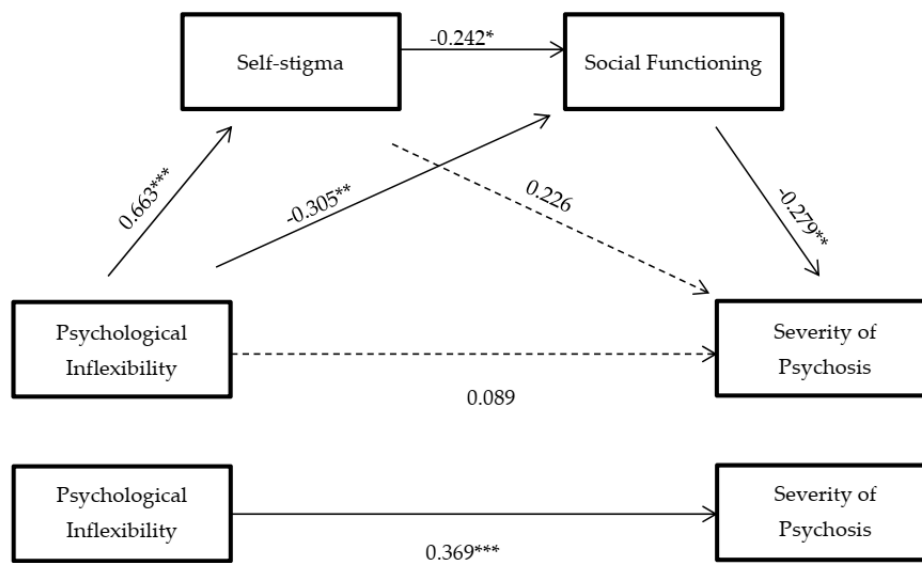 -0.242*
Self-stigma
Social Functioning
0.663***
-0.305**
0.226
-0.279**
Psychological
Inflexibility
Severity of
Psychosis
0.089
Psychological
Inflexibility
Severity of
Psychosis
0.369***